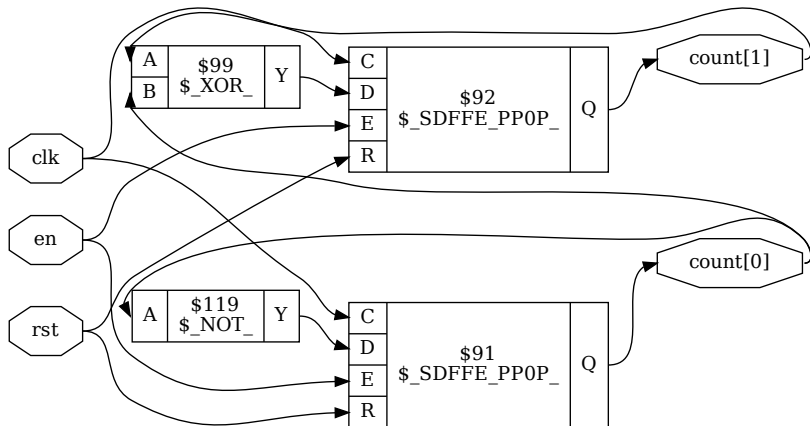 A
B
$99
$_XOR_
Y
C
D
E
R
$92
$_SDFFE_PP0P_
Q
count[1]
clk
en
rst
A
$119
$_NOT_
Y
C
D
E
R
$91
$_SDFFE_PP0P_
Q
count[0]